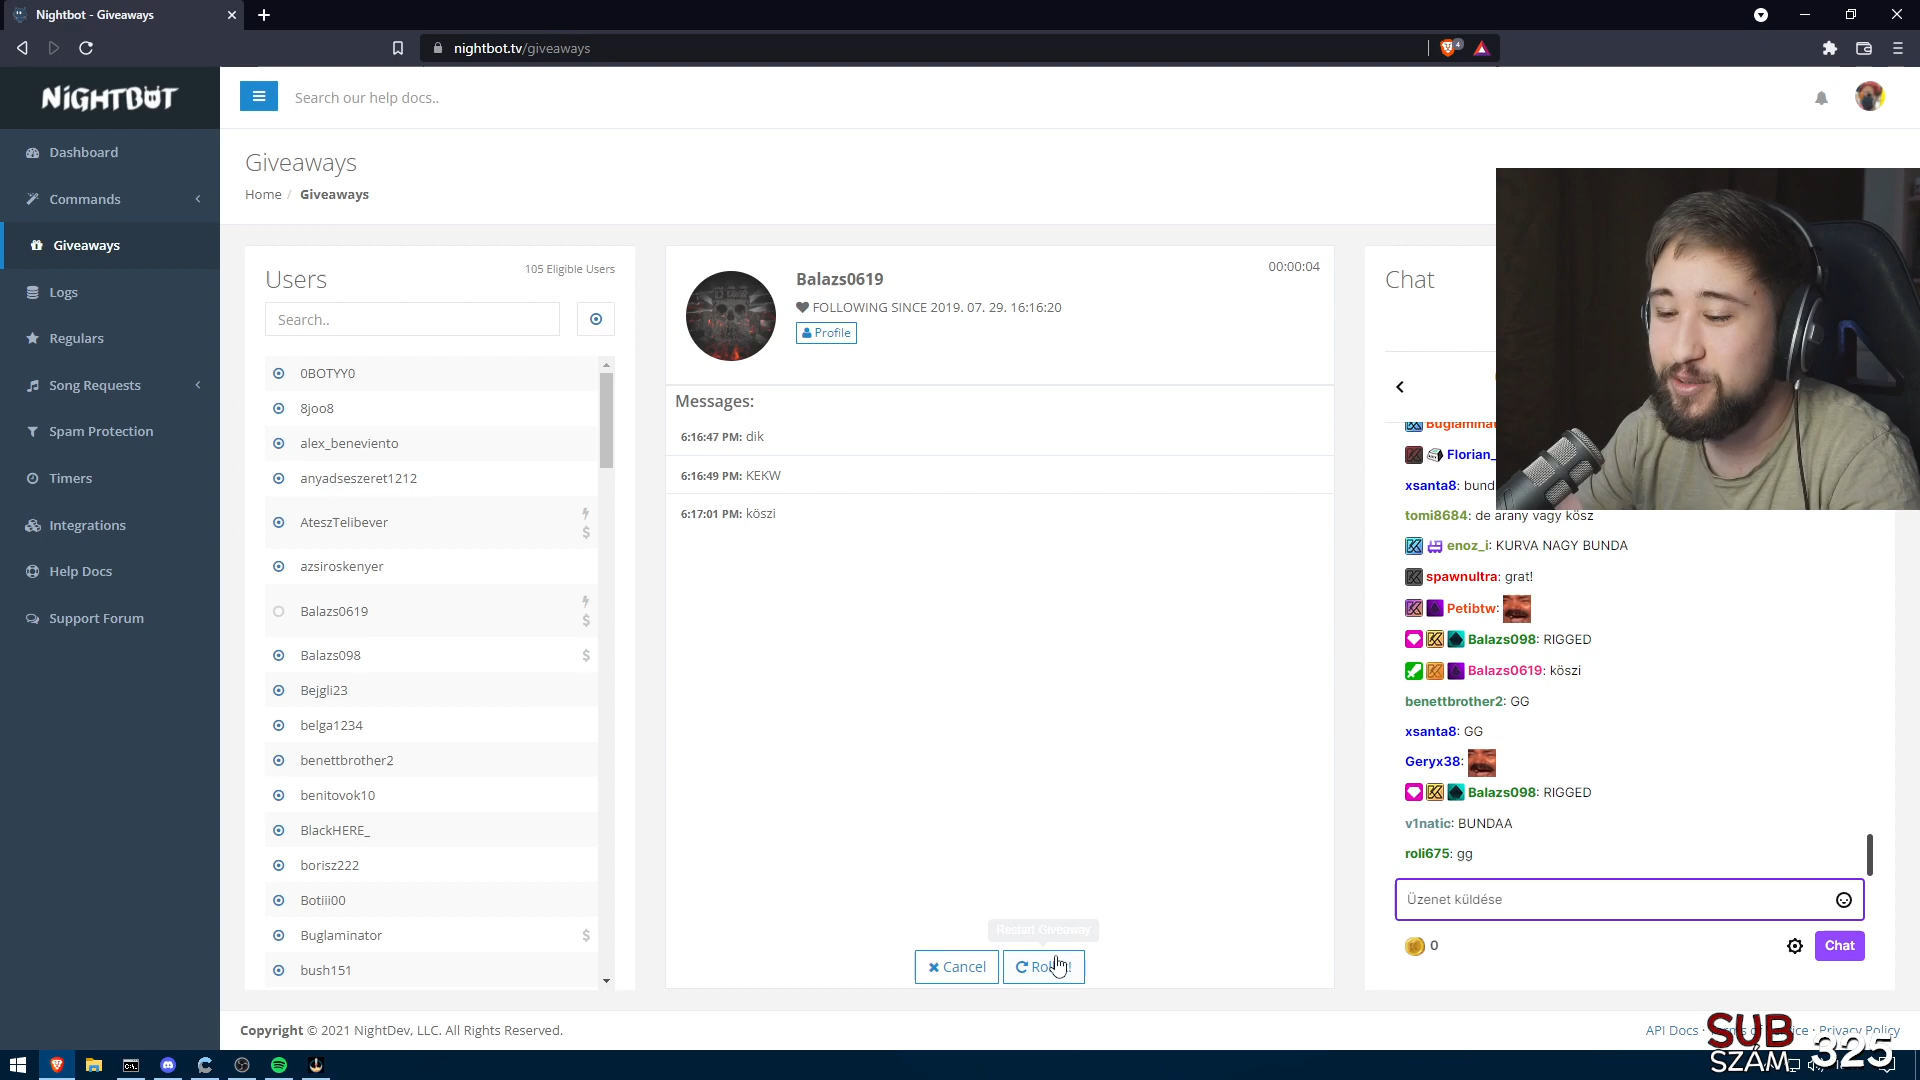 Nightbot - Giveaways
nightbot.tv/giveaways
4
NIGHTBOT
Search our help docs..
Dashboard
Commands
Giveaways
Logs
Regulars
Song Requests
Spam Protection
Timers
Integrations
Help Docs
Support Forum
Giveaways
Home / Giveaways
Users
105 Eligible Users
Search..
0BOTYY0
8joo8
alex_beneviento
anyadseszeret1212
AteszTelibever
$
azsiroskenyer
Balazs0619
$
Balazs098 $
Bejgli23
belga1234
benettbrother2
benitovok10
BlackHERE_
borisz222
Botiii00
Buglaminator $
bush151
Balazs0619
00:00:04
FOLLOWING SINCE 2019. 07. 29. 16:16:20
Profile
Messages:
6:16:47 PM: dik
6:16:49 PM: KEKW
6:17:01 PM: köszi
Restart Giveaway
Cancel
Chat
xsanta8: bund
tomi8684: de arany vagy kösz
enoz_i: KURVA NAGY BUNDA
spawnultra: grat!
Petibtw:
Balazs098: RIGGED
Balazs0619: köszi
benettbrother2: GG
xsanta8: GG
Geryx38:
Balazs098: RIGGED
v1natic: BUNDAA
roli675: gg
Üzenet küldése
0
Chat
Copyright © 2021 NightDev, LLC. All Rights Reserved.
API Docs · Privacy Policy
SUB
SZÁM 325